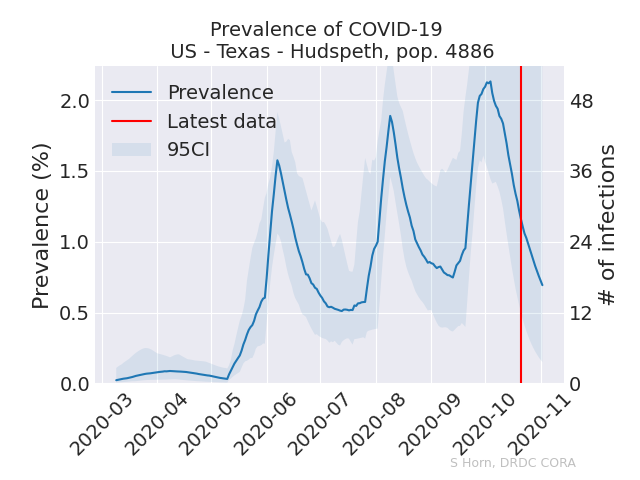 Prevalence of COVID-19
US - Texas - Hudspeth, pop. 4886
Prevalence
Latest data
95CI
Prevalence (%)
2.0
1.5
1.0
0.5
0.0
# of infections
48
36
24
12
0
2020-03
2020-04
2020-05
2020-06
2020-07
2020-08
2020-09
2020-10
2020-11
S Horn, DRDC CORA